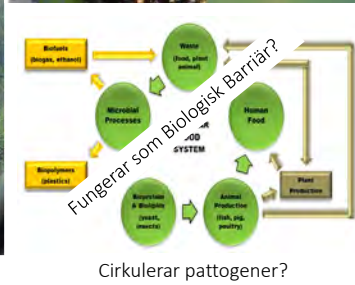 Biofuels
(biogas, ethanol)
Waste
(food, plant
animal)
Microbial
Processes
Human
Food
SYSTEM
Fungerar som Biologisk Barriär?
Biopolymers
(plastics)
(yeast,
insects)
Animal
Production
(fish, pig,
poultry)
Plant
Production
Cirkulerar pattogener?